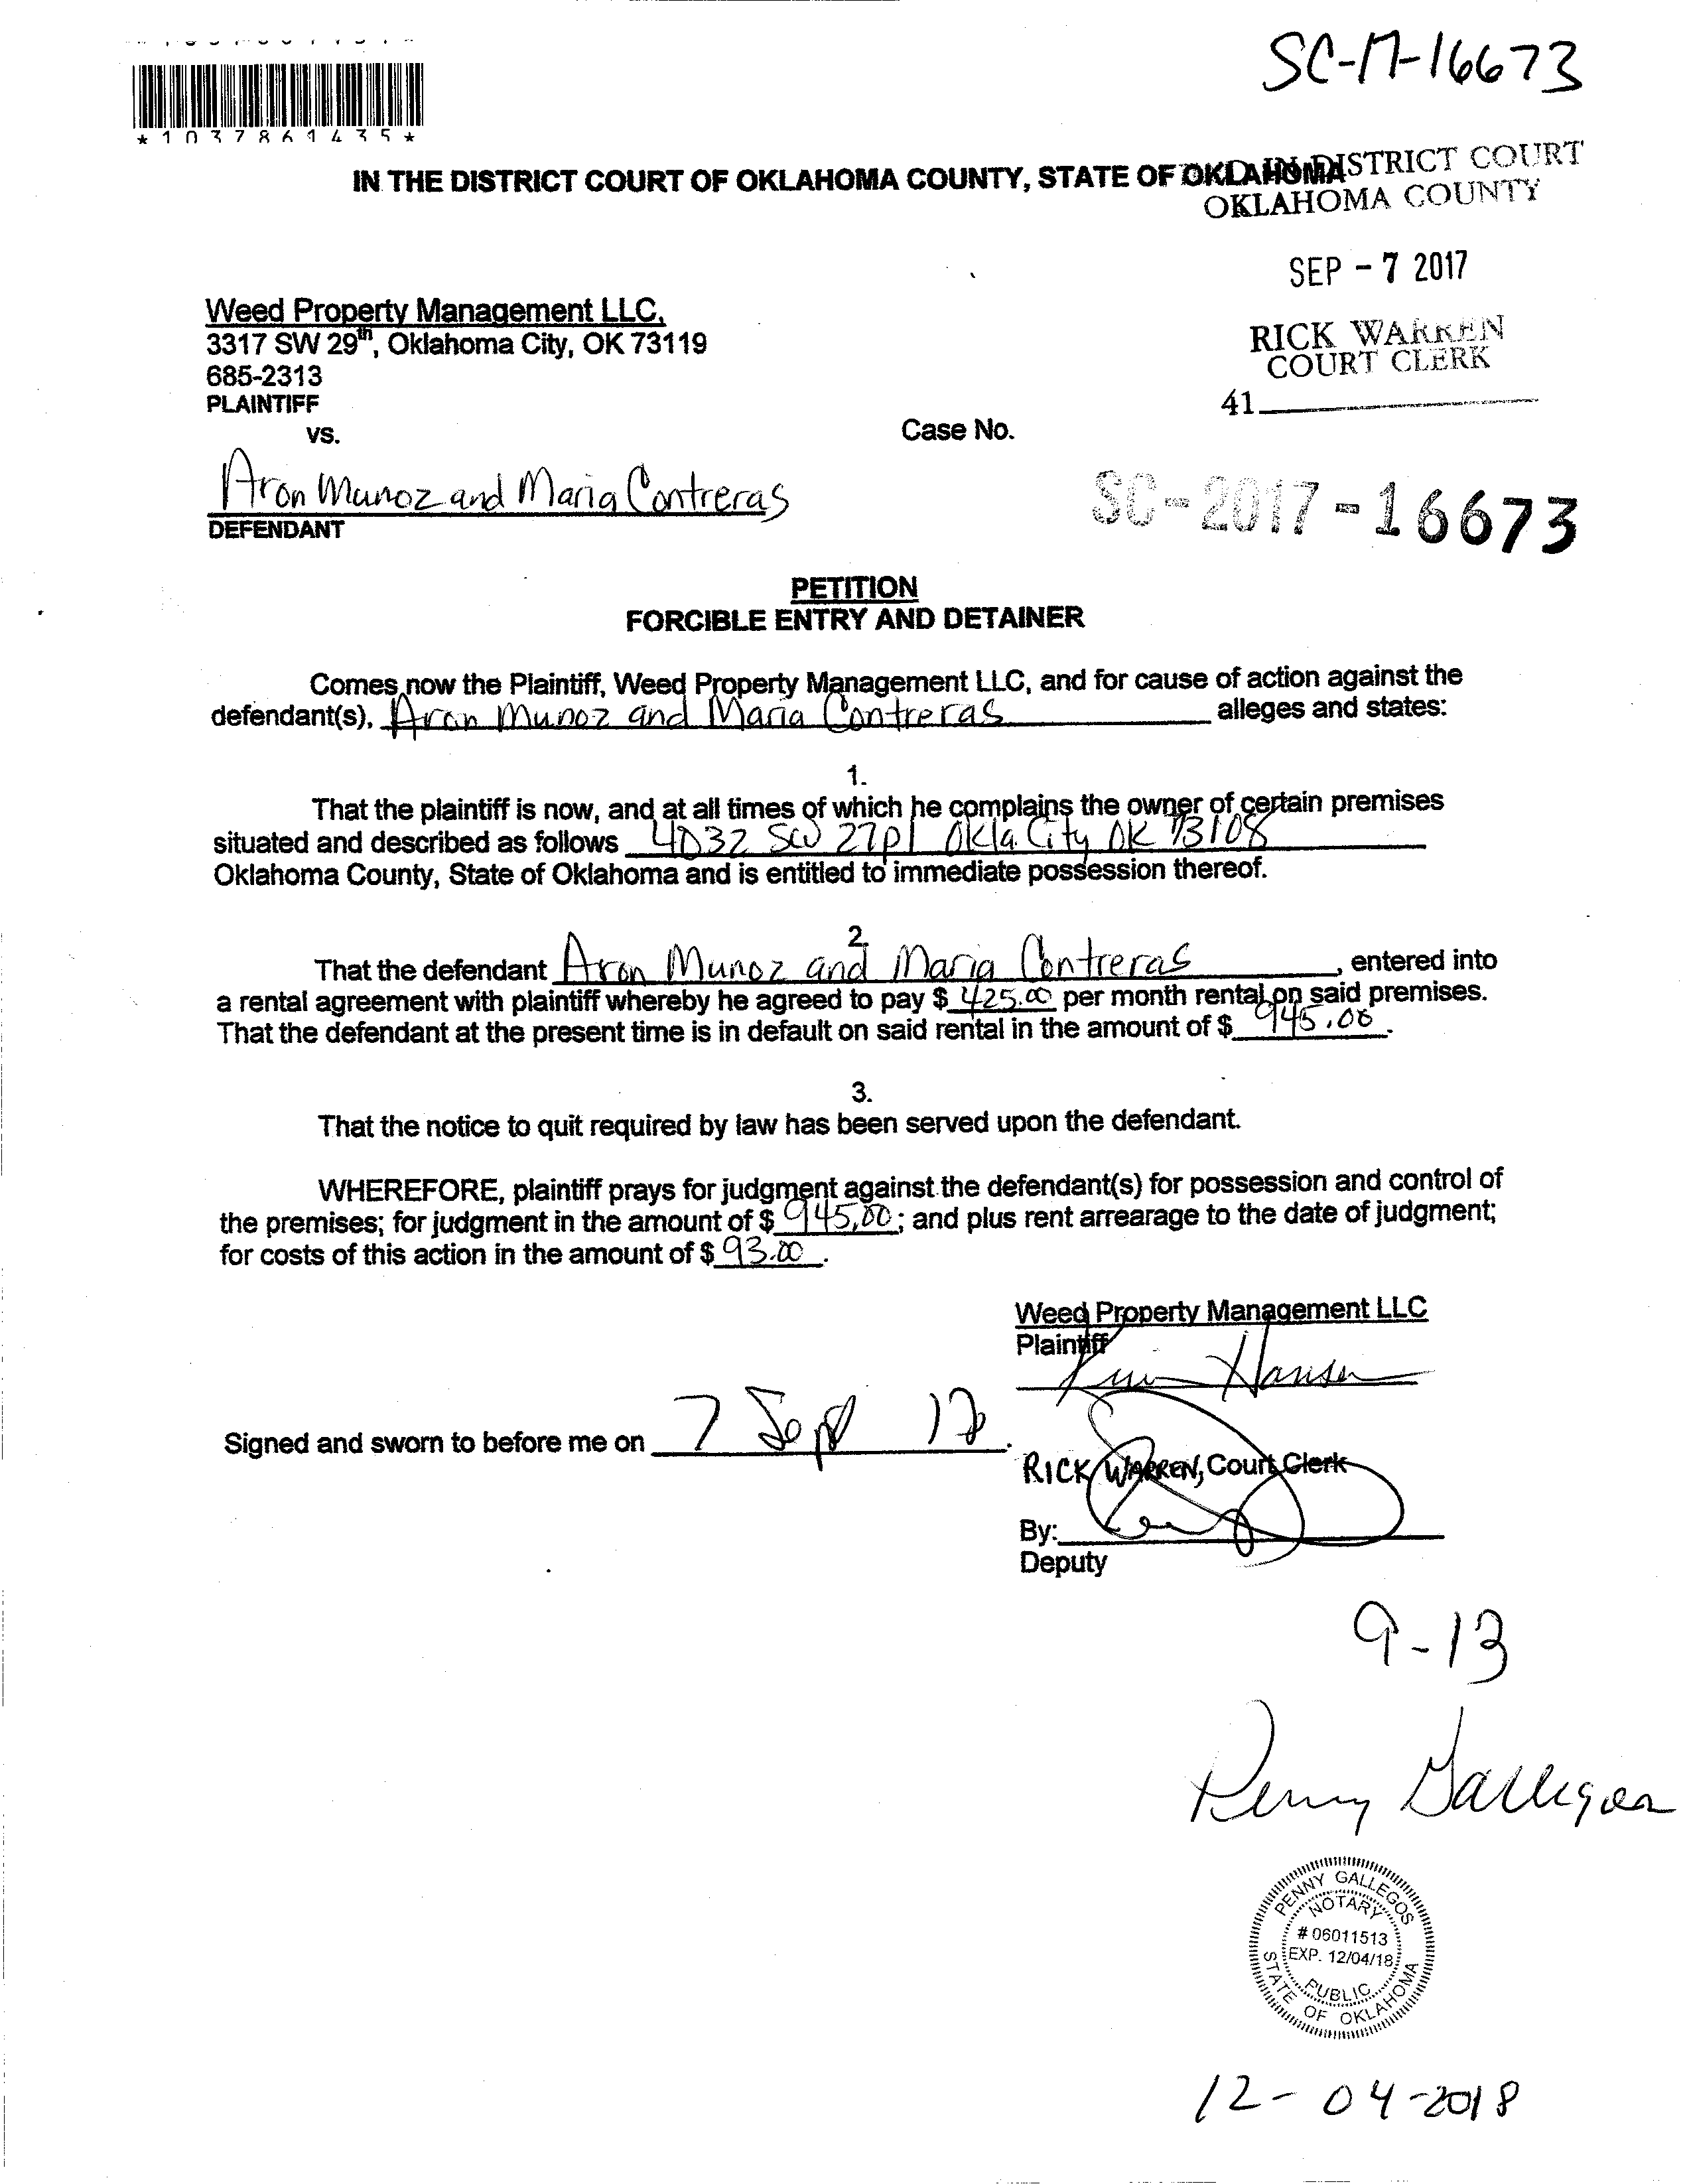 SC-17-16673
*1037861435*
IN THE DISTRICT COURT OF OKLAHOMA COUNTY, STATE OF OKLAHOMA
IN DISTRICT COURT
OKLAHOMA COUNTY
SEP - 7 2017
RICK WARREN
COURT CLERK
41
Weed Property Management LLC,
3317 SW 29th, Oklahoma City, OK 73119
685-2313
PLAINTIFF
vs.
Case No.
Aron Munoz and Maria Contreras
DEFENDANT
SC-2017-16673
PETITION
FORCIBLE ENTRY AND DETAINER
Comes now the Plaintiff, Weed Property Management LLC, and for cause of action against the
defendant(s), Aron Munoz and Maria Contreras alleges and states:
1.
That the plaintiff is now, and at all times of which he complains the owner of certain premises
situated and described as follows 4032 SW 27pl Okla City OK 73108
Oklahoma County, State of Oklahoma and is entitled to immediate possession thereof.
2.
That the defendant Aron Munoz and Maria Contreras, entered into
a rental agreement with plaintiff whereby he agreed to pay $ 425.00 per month rental on said premises.
That the defendant at the present time is in default on said rental in the amount of $ 945.00.
3.
That the notice to quit required by law has been served upon the defendant.
WHEREFORE, plaintiff prays for judgment against the defendant(s) for possession and control of
the premises; for judgment in the amount of $ 945.00; and plus rent arrearage to the date of judgment;
for costs of this action in the amount of $ 93.00.
Weed Property Management LLC
Plaintiff
Signed and sworn to before me on 7 Sept 17.
RICK WARREN, Court Clerk
By:
Deputy
9-13
Penny Gallegos
PENNY GALLEGOS
NOTARY
# 06011513
EXP. 12/04/18
PUBLIC
STATE OF OKLAHOMA
12-04-2018